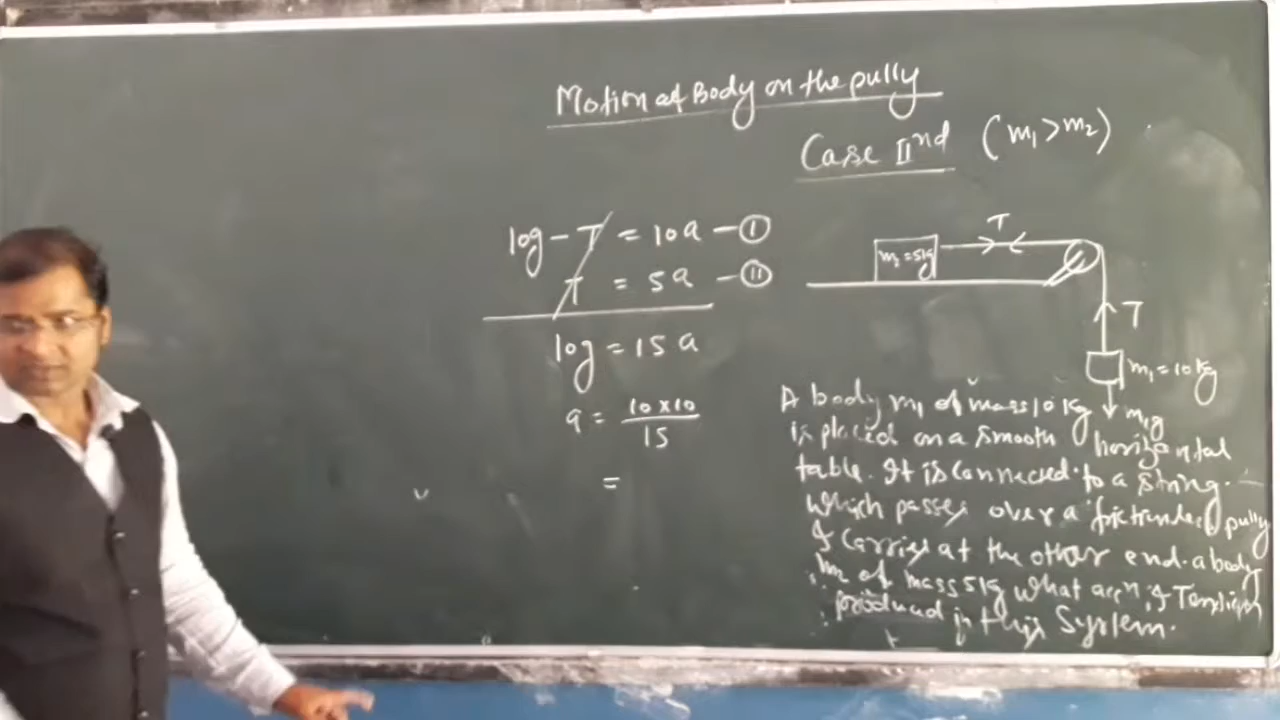 Motion of Body on the pully
Case IInd (m₁>m₂)
10g - T = 10a - (I)
T = 5a - (II)
10g = 15a
a = 10×10/15
=
T
m₂=5kg
T
m₁=10kg
m₁g
A body m₁ of mass 10 kg
is placed on a smooth horizontal
table. It is connected to a string
which passes over a frictionless pully
& carries at the other end a body
m₂ of mass 5kg what accn & Tension
produced in this System.